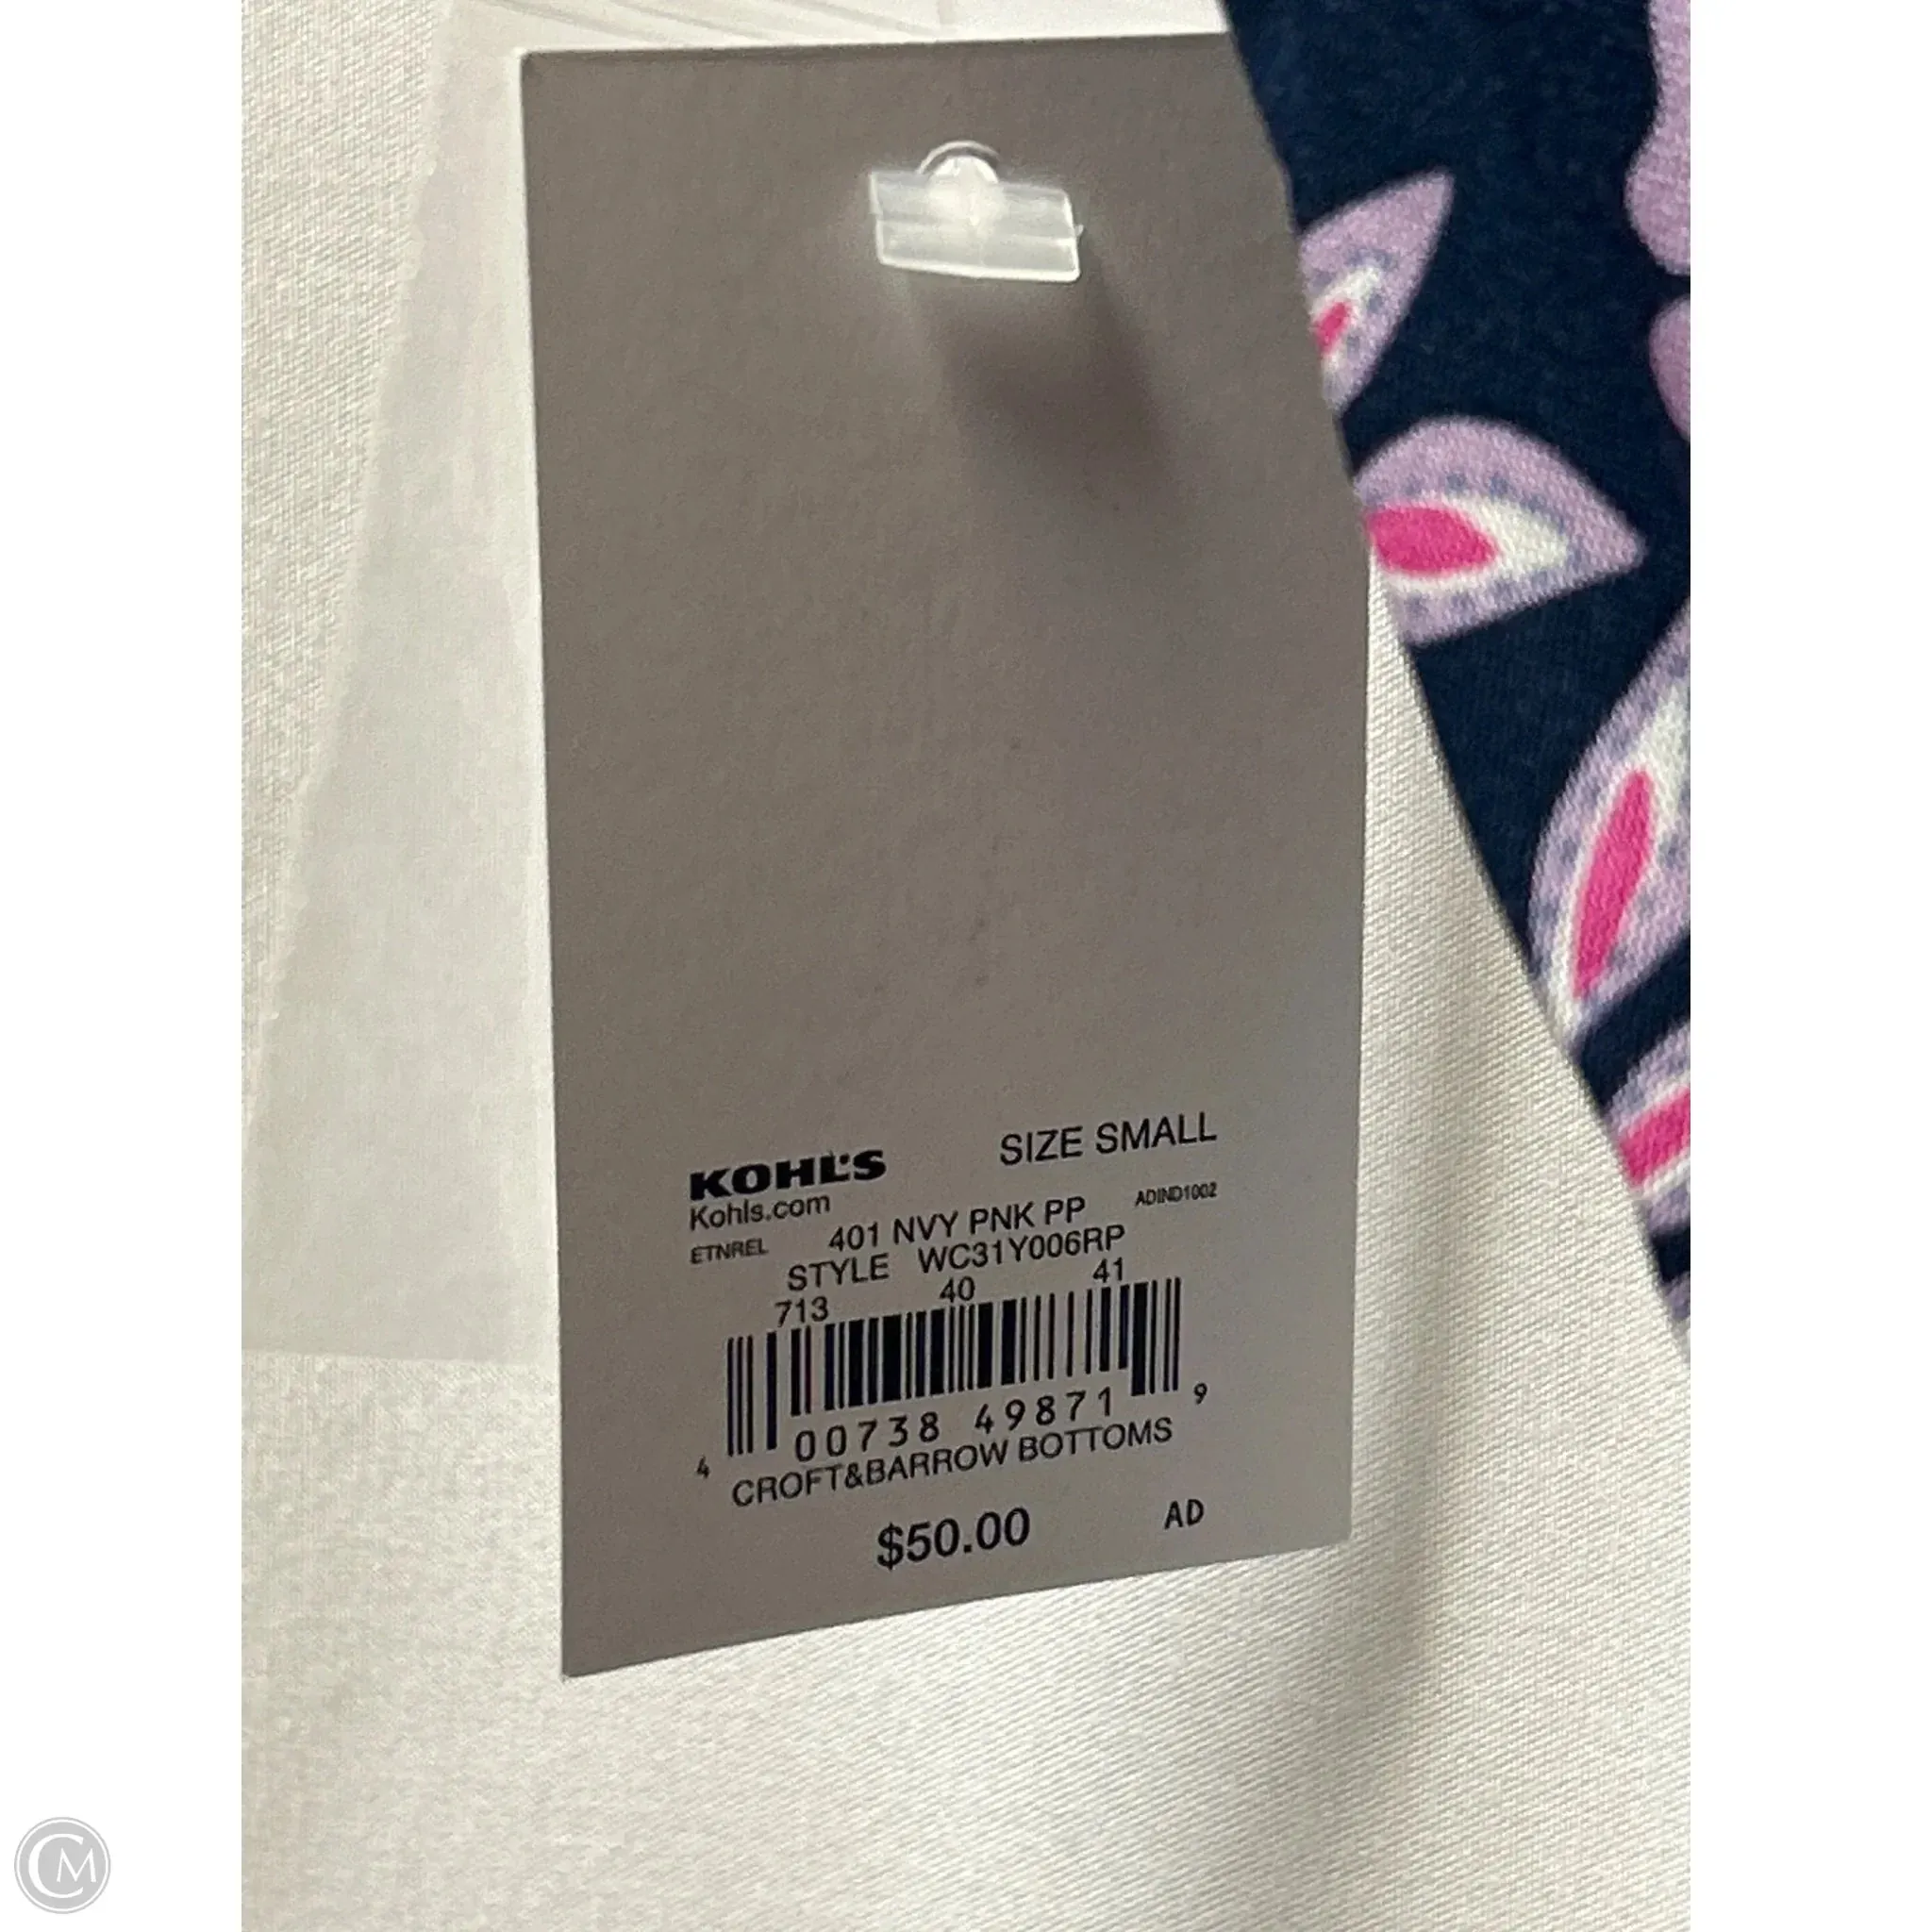 KOHL'S SIZE SMALL
Kohls.com
ETNREL 401 NVY PNK PP ADIND1002
STYLE WC31Y006RP
713 40 41
4 00738 49871 9
CROFT&BARROW BOTTOMS
$50.00 AD
CM